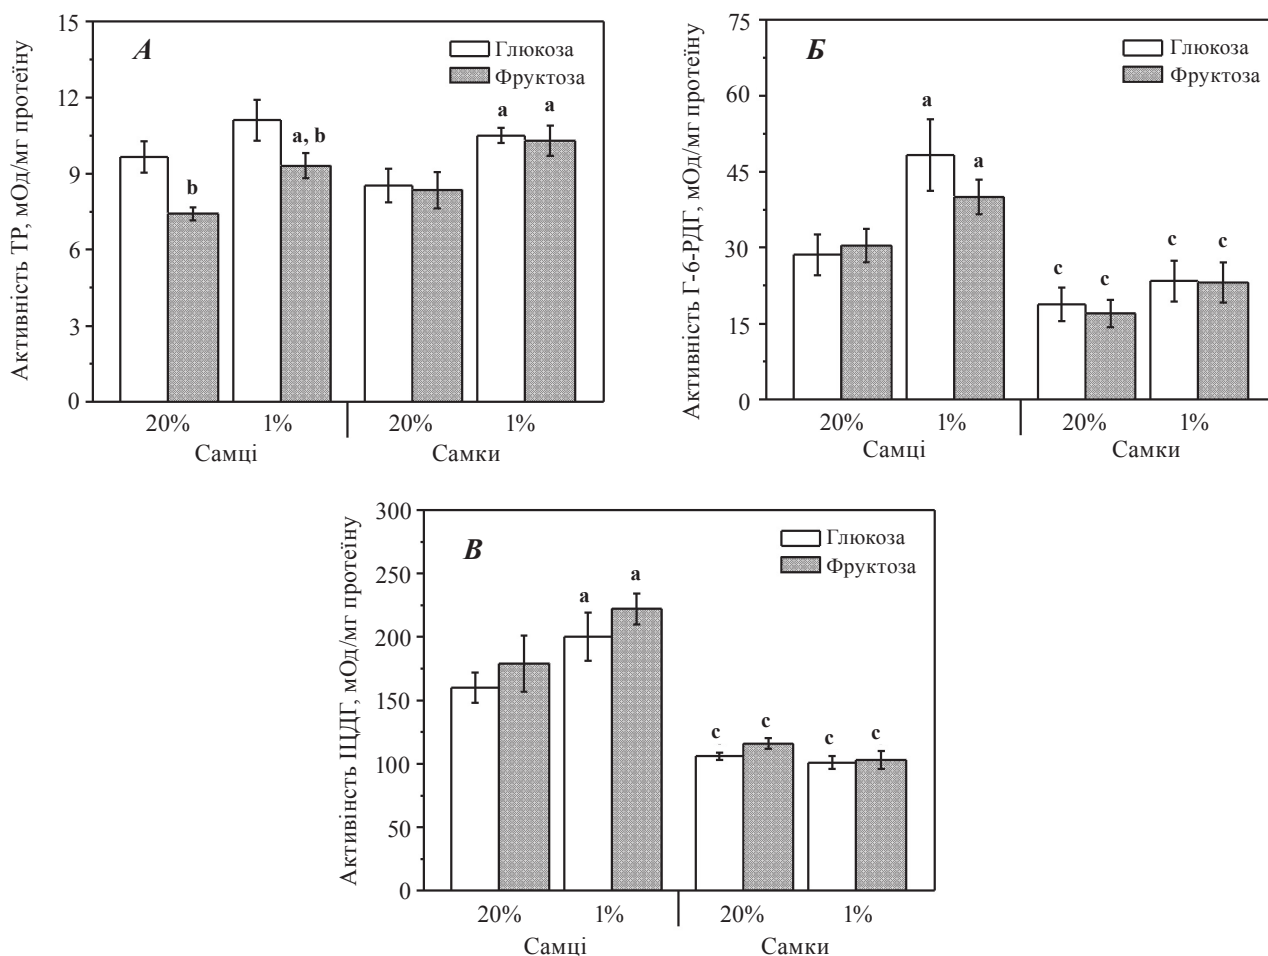 Активність ТР, мОд/мг протеїну
15
12
9
6
3
0
А
Глюкоза
Фруктоза
b
a, b
a
a
20%
1%
20%
1%
Самці
Самки
Активність Г-6-РДГ, мОд/мг протеїну
75
60
45
30
15
0
Б
Глюкоза
Фруктоза
a
a
c
c
c
c
20%
1%
20%
1%
Самці
Самки
Активінсть ІЦДГ, мОд/мг протеїну
300
250
200
150
100
50
0
В
Глюкоза
Фруктоза
a
a
c
c
c
c
20%
1%
20%
1%
Самці
Самки